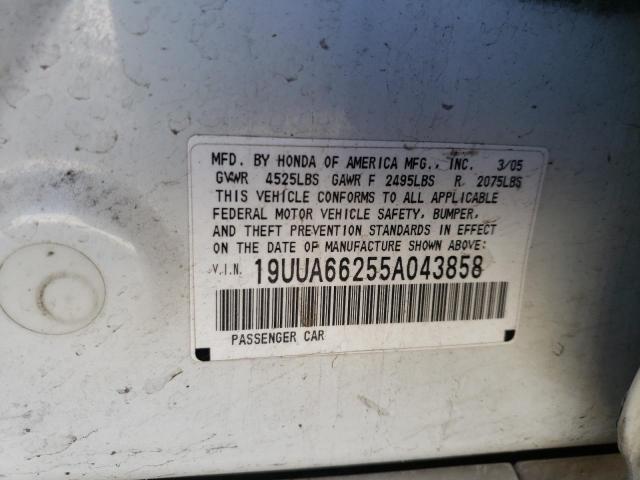 MFD. BY HONDA OF AMERICA MFG., INC. 3/05
GVWR 4525LBS GAWR F 2495LBS R 2075LBS
THIS VEHICLE CONFORMS TO ALL APPLICABLE
FEDERAL MOTOR VEHICLE SAFETY, BUMPER,
AND THEFT PREVENTION STANDARDS IN EFFECT
ON THE DATE OF MANUFACTURE SHOWN ABOVE:
V.I.N. 19UUA66255A043858
PASSENGER CAR